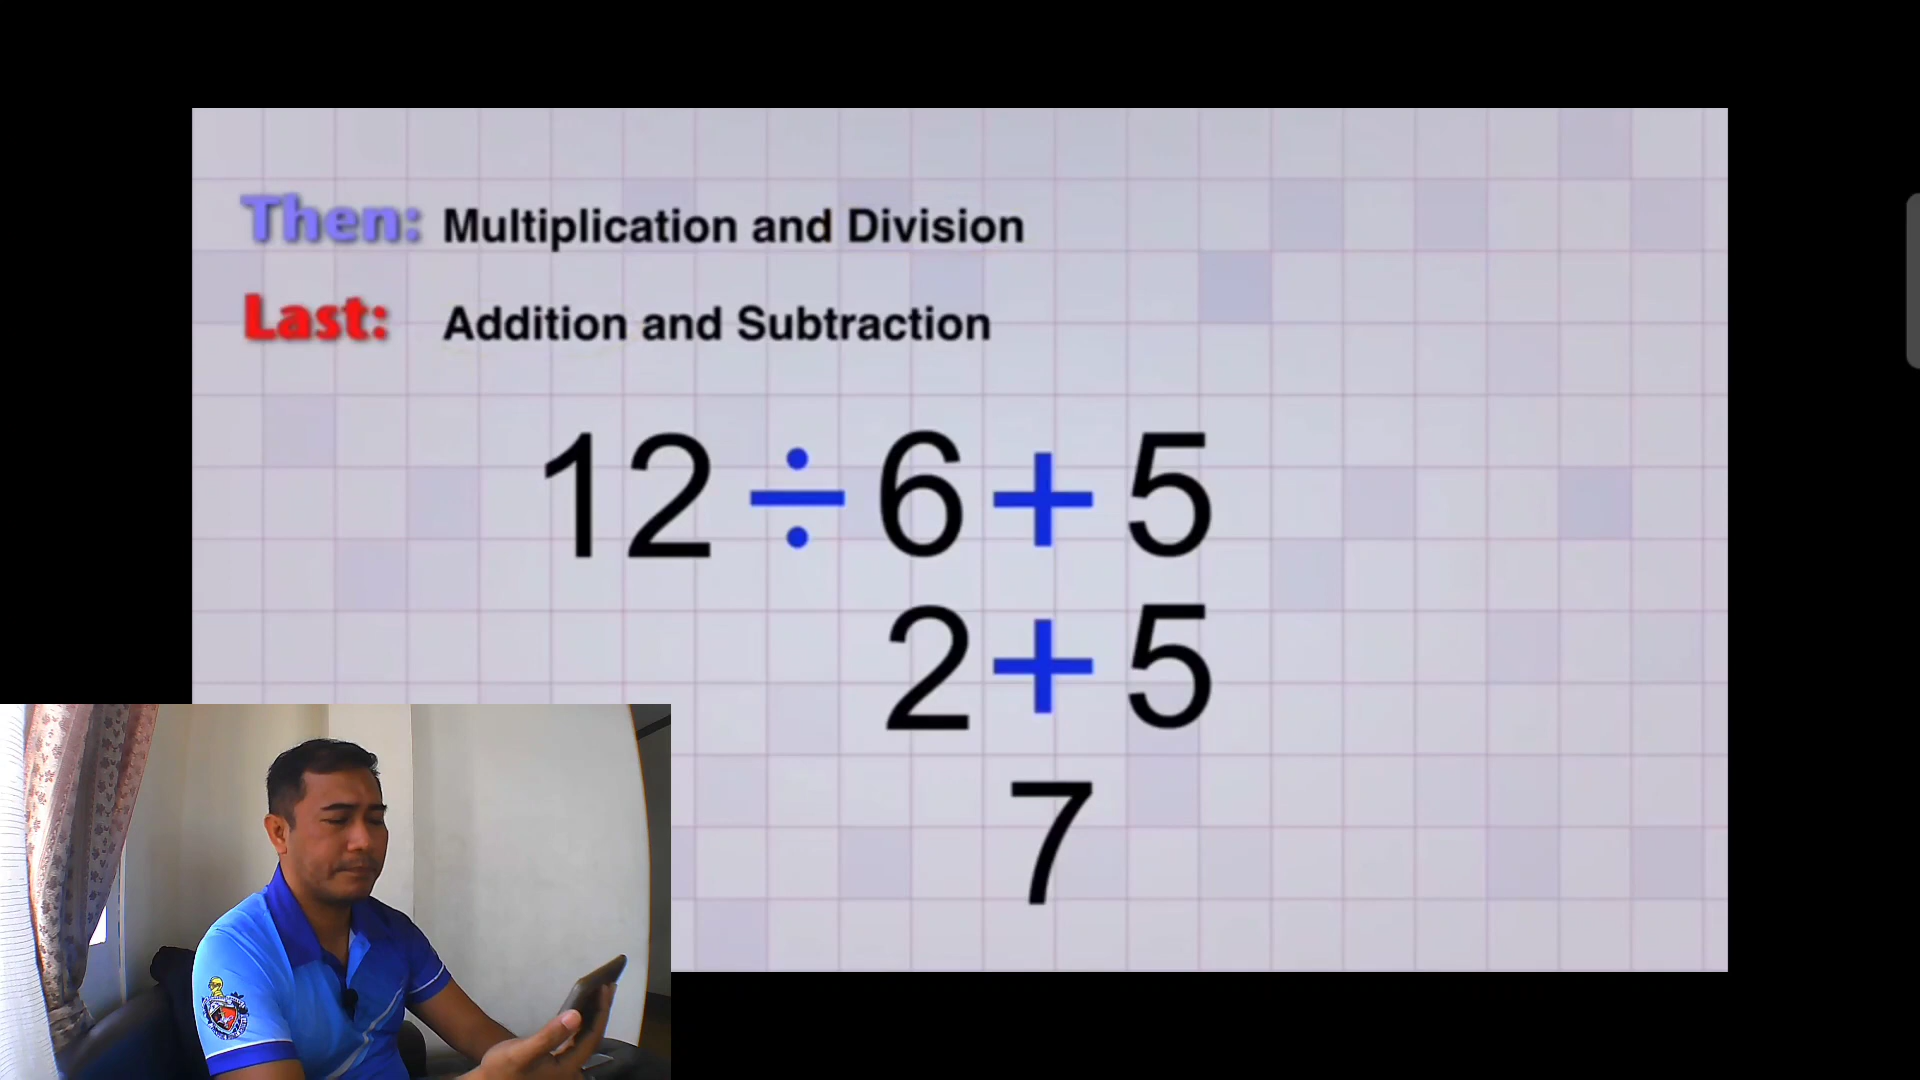 Then: Multiplication and Division
Last: Addition and Subtraction
12 ÷ 6 + 5
2 + 5
7